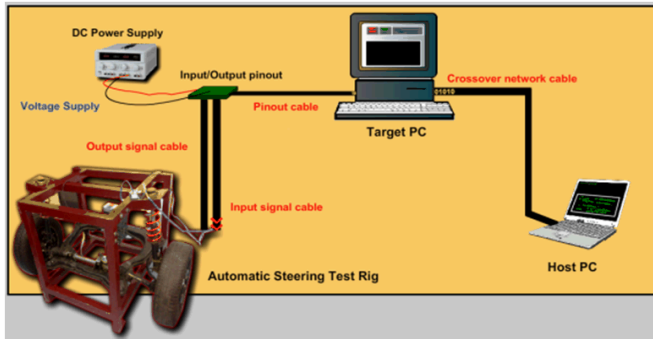 DC Power Supply
Input/Output pinout
Crossover network cable
Voltage Supply
Pinout cable
01010
Target PC
Output signal cable
Input signal cable
Host PC
Automatic Steering Test Rig